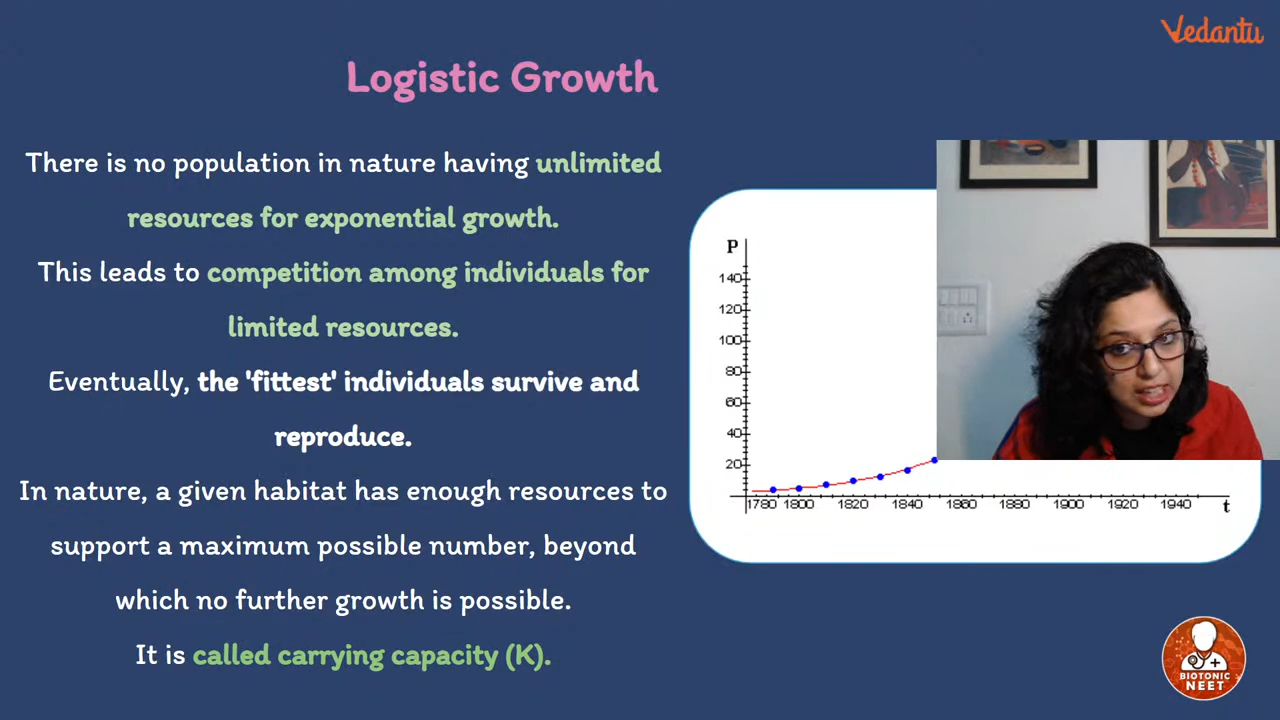 Vedantu
Logistic Growth
There is no population in nature having unlimited
resources for exponential growth.
This leads to competition among individuals for
limited resources.
Eventually, the 'fittest' individuals survive and
reproduce.
In nature, a given habitat has enough resources to
support a maximum possible number, beyond
which no further growth is possible.
It is called carrying capacity (K).
P
140
120
100
80
60
40
20
1780 1800 1820 1840 1860 1880 1900 1920 1940
t
BIOTONIC
NEET